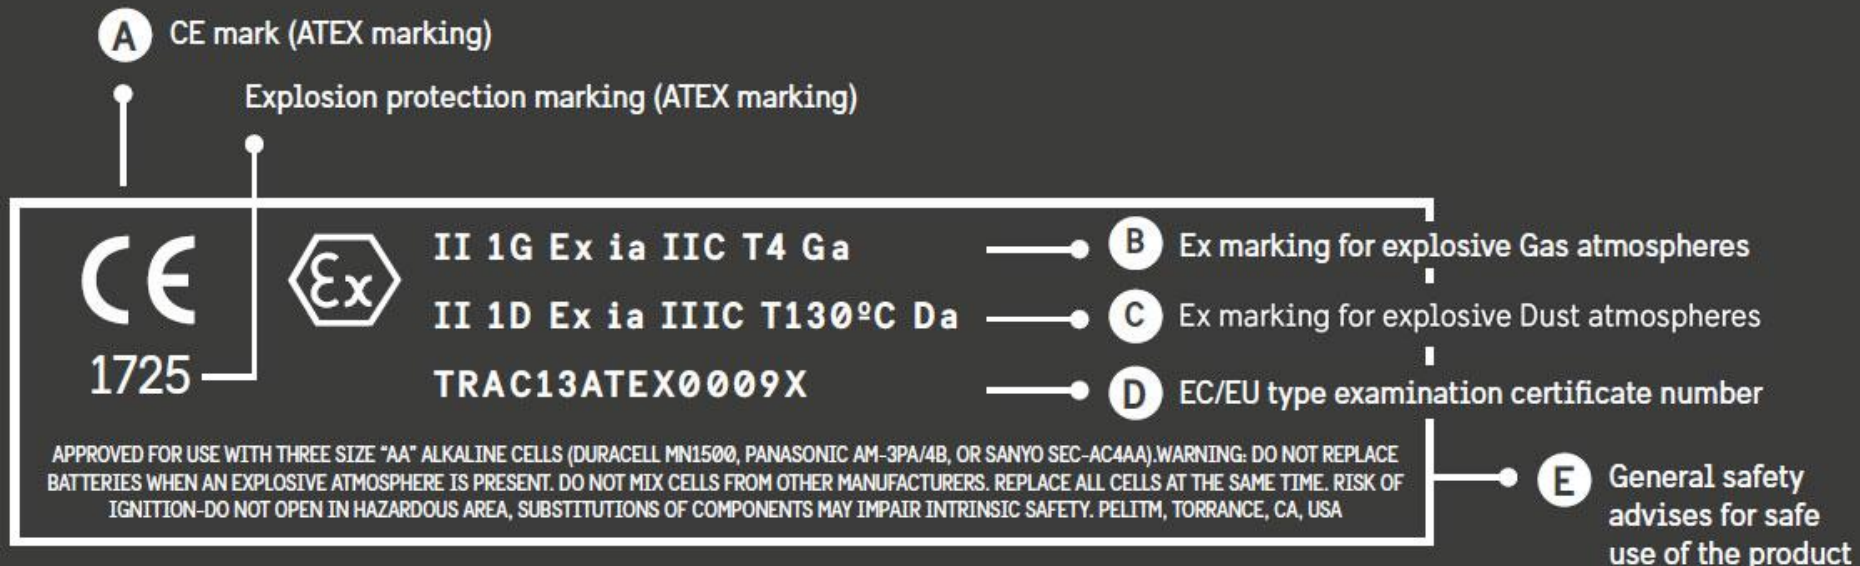 A CE mark (ATEX marking)
Explosion protection marking (ATEX marking)
CE
1725
Ex
II 1G Ex ia IIC T4 Ga
B Ex marking for explosive Gas atmospheres
II 1D Ex ia IIIC T130ºC Da
C Ex marking for explosive Dust atmospheres
TRAC13ATEX0009X
D EC/EU type examination certificate number
APPROVED FOR USE WITH THREE SIZE "AA" ALKALINE CELLS (DURACELL MN1500, PANASONIC AM-3PA/4B, OR SANYO SEC-AC4AA).WARNING: DO NOT REPLACE
BATTERIES WHEN AN EXPLOSIVE ATMOSPHERE IS PRESENT. DO NOT MIX CELLS FROM OTHER MANUFACTURERS. REPLACE ALL CELLS AT THE SAME TIME. RISK OF
IGNITION-DO NOT OPEN IN HAZARDOUS AREA, SUBSTITUTIONS OF COMPONENTS MAY IMPAIR INTRINSIC SAFETY. PELITM, TORRANCE, CA, USA
E General safety
advises for safe
use of the product